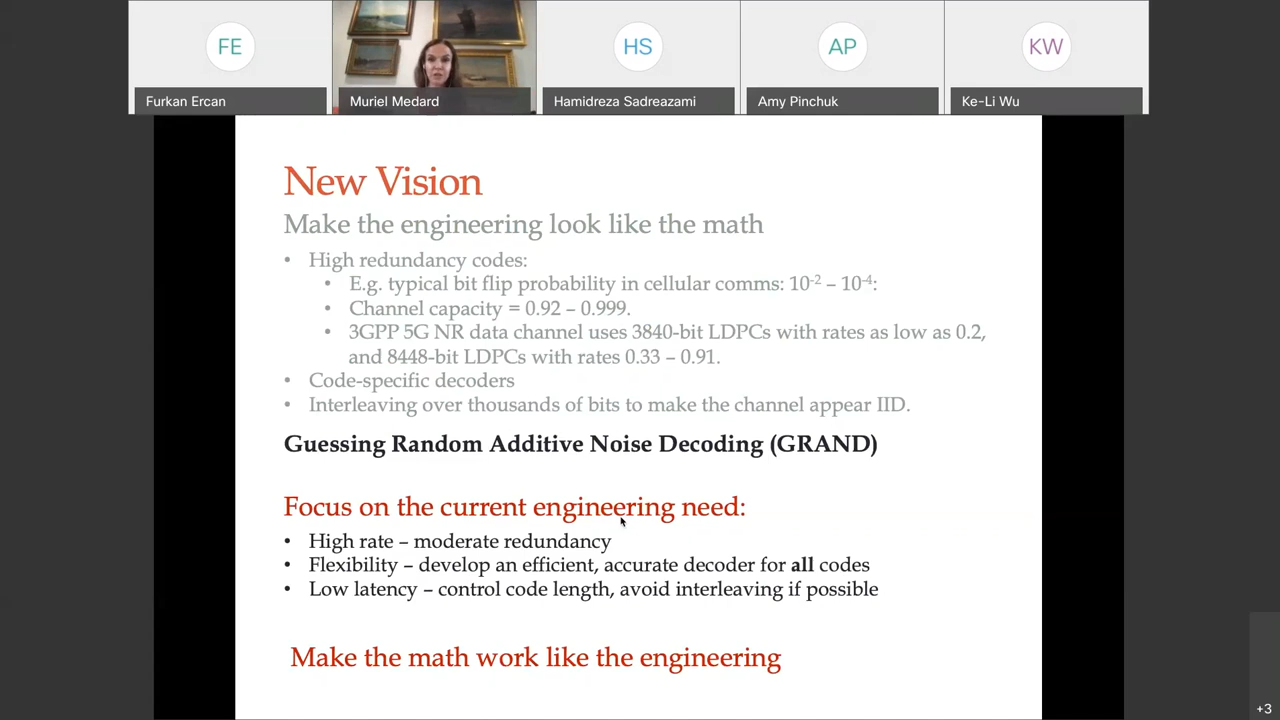 FE
HS
AP
KW
Furkan Ercan
Muriel Medard
Hamidreza Sadreazami
Amy Pinchuk
Ke-Li Wu
New Vision
Make the engineering look like the math
• High redundancy codes:
• E.g. typical bit flip probability in cellular comms: 10⁻² – 10⁻⁴:
• Channel capacity = 0.92 – 0.999.
• 3GPP 5G NR data channel uses 3840-bit LDPCs with rates as low as 0.2,
and 8448-bit LDPCs with rates 0.33 – 0.91.
• Code-specific decoders
• Interleaving over thousands of bits to make the channel appear IID.
Guessing Random Additive Noise Decoding (GRAND)
Focus on the current engineering need:
• High rate – moderate redundancy
• Flexibility – develop an efficient, accurate decoder for all codes
• Low latency – control code length, avoid interleaving if possible
Make the math work like the engineering
+3